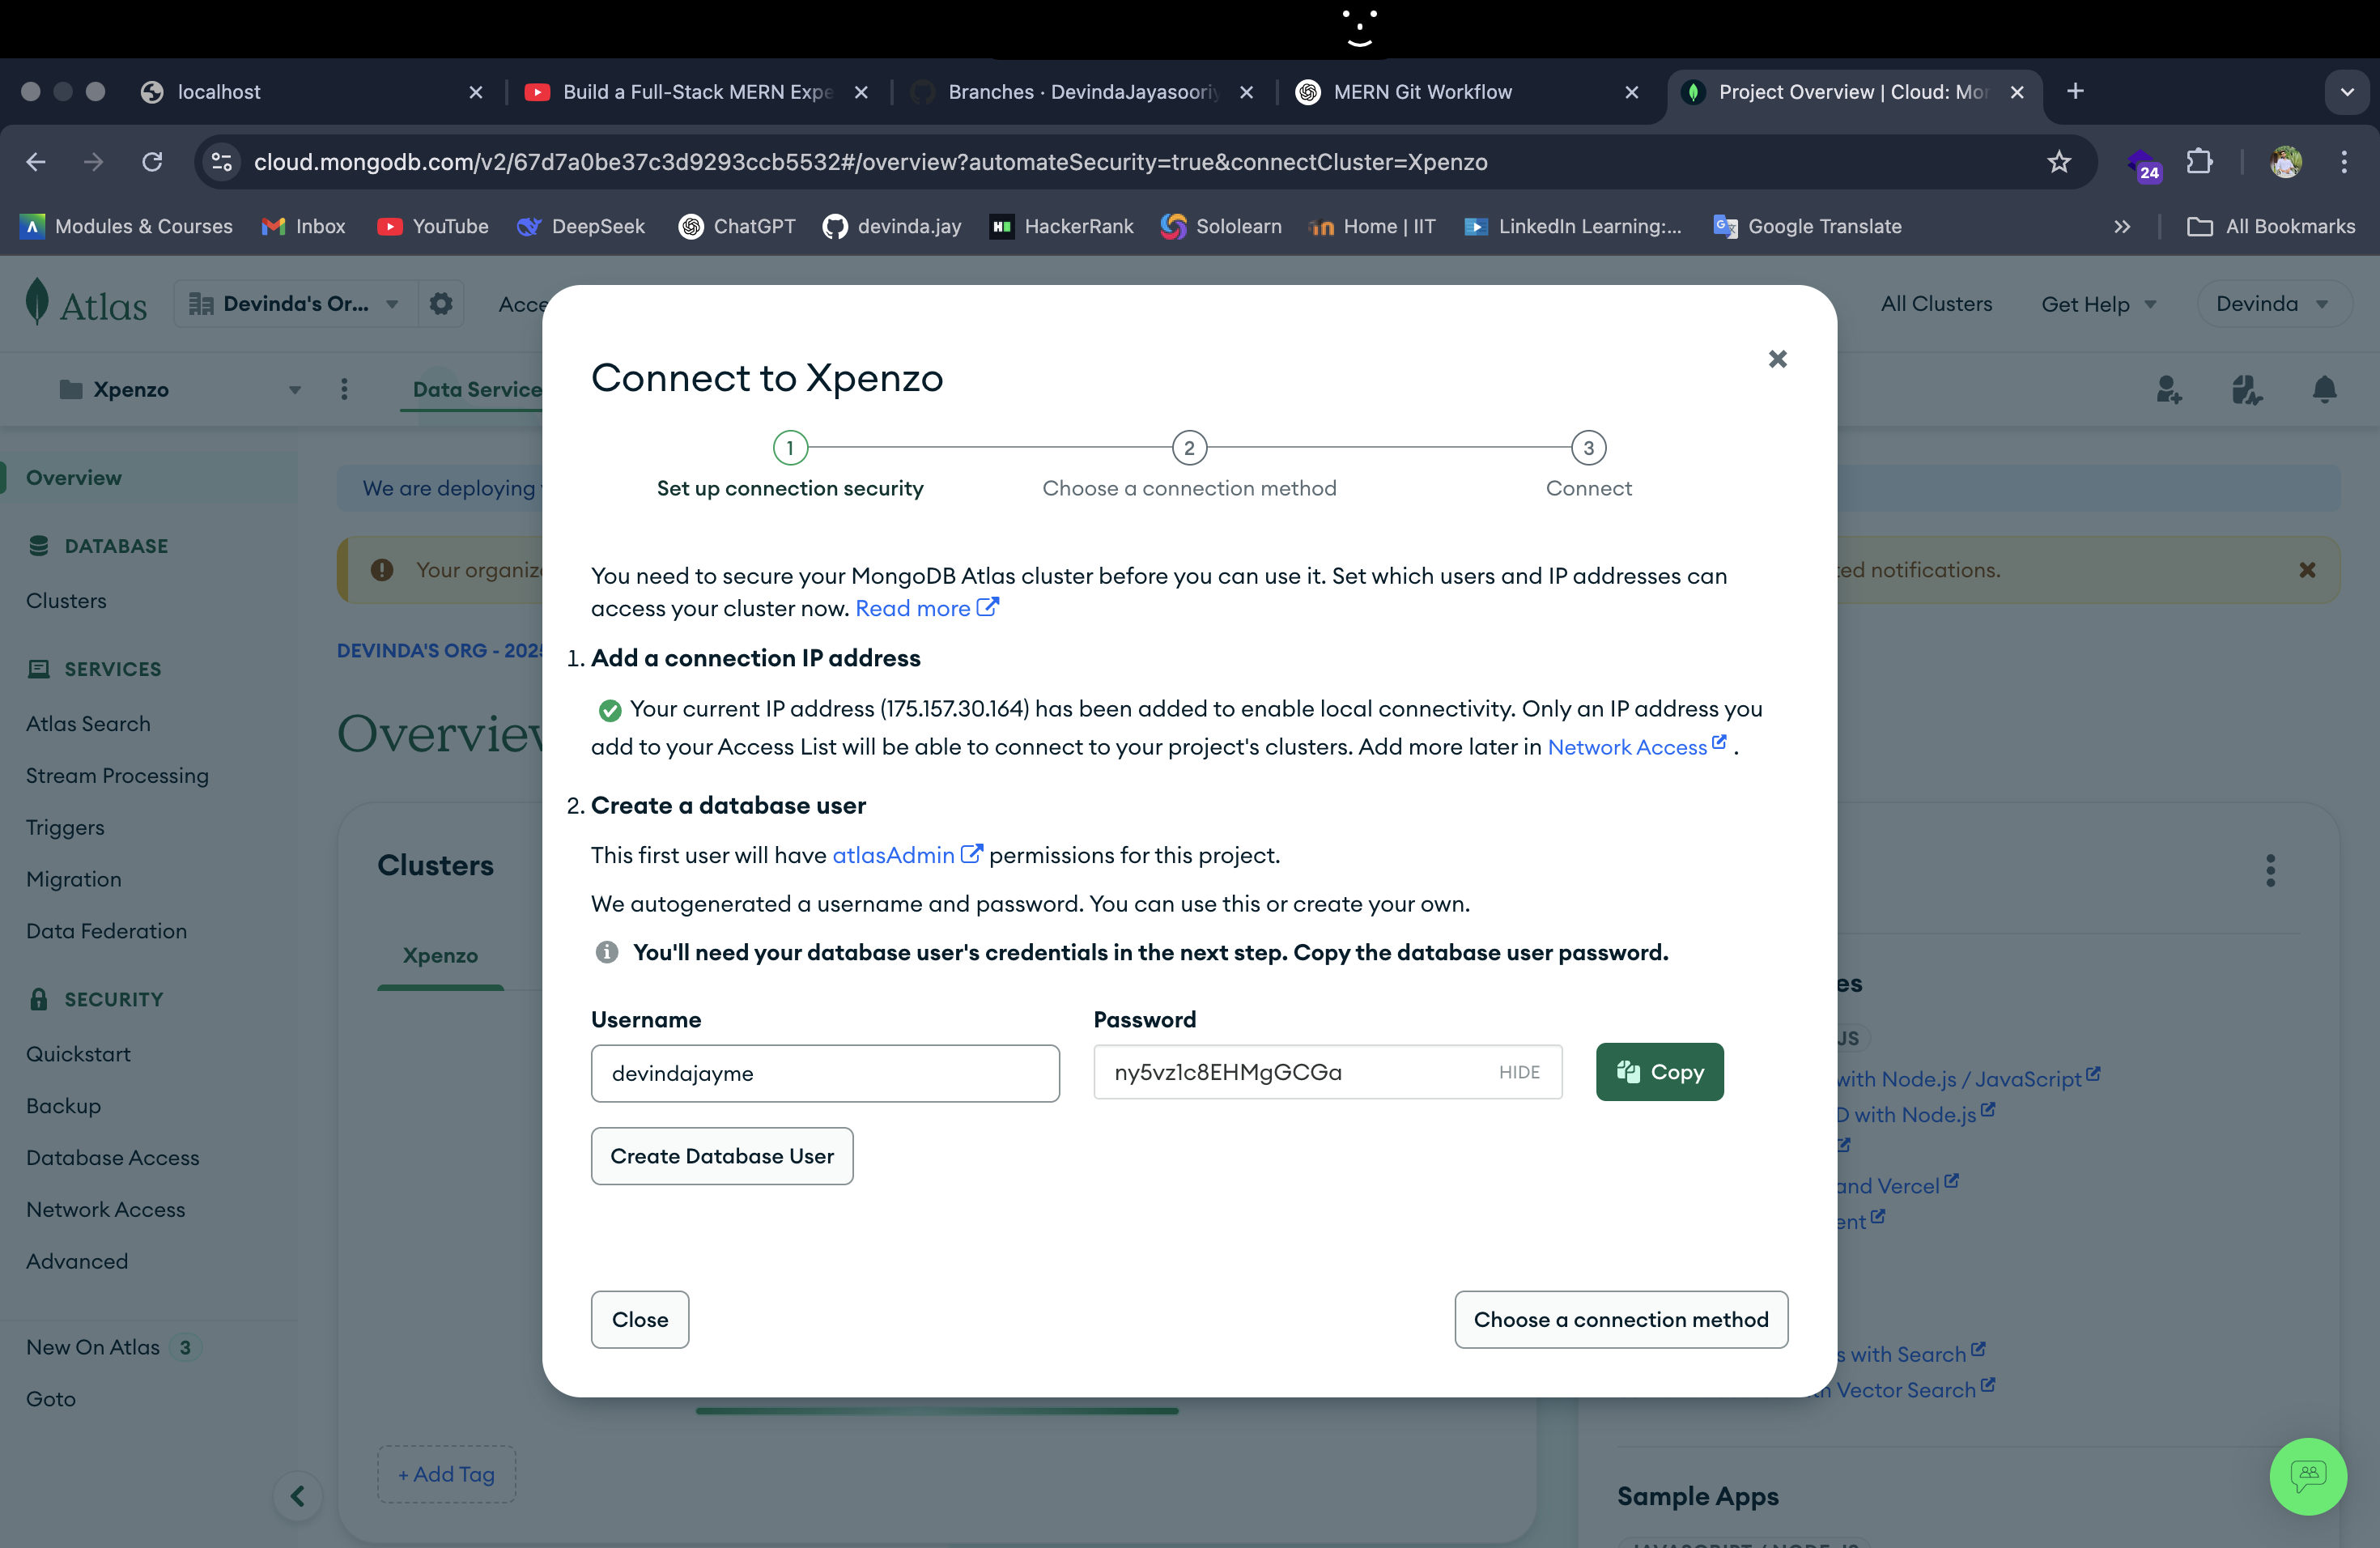 localhost
Build a Full-Stack MERN Expe
Branches · DevindaJayasooriy
MERN Git Workflow
Project Overview | Cloud: Mor
cloud.mongodb.com/v2/67d7a0be37c3d9293ccb5532#/overview?automateSecurity=true&connectCluster=Xpenzo
24
Modules & Courses
Inbox
YouTube
DeepSeek
ChatGPT
devinda.jay
HackerRank
Sololearn
Home | IIT
LinkedIn Learning:...
Google Translate
All Bookmarks
Atlas
Devinda's Or...
Acce
All Clusters
Get Help
Devinda
Xpenzo
Data Service
Overview
DATABASE
Clusters
SERVICES
Atlas Search
Stream Processing
Triggers
Migration
Data Federation
SECURITY
Quickstart
Backup
Database Access
Network Access
Advanced
New On Atlas 3
Goto
We are deploying
Your organiz
ted notifications.
DEVINDA'S ORG - 2025
Overview
Clusters
Xpenzo
+ Add Tag
Connect to Xpenzo
1
2
3
Set up connection security
Choose a connection method
Connect
You need to secure your MongoDB Atlas cluster before you can use it. Set which users and IP addresses can
access your cluster now. Read more
1. Add a connection IP address
Your current IP address (175.157.30.164) has been added to enable local connectivity. Only an IP address you
add to your Access List will be able to connect to your project's clusters. Add more later in Network Access .
2. Create a database user
This first user will have atlasAdmin permissions for this project.
We autogenerated a username and password. You can use this or create your own.
You'll need your database user's credentials in the next step. Copy the database user password.
Username
Password
devindajayme
ny5vz1c8EHMgGCGa
HIDE
Copy
Create Database User
Close
Choose a connection method
es
JS
with Node.js / JavaScript
D with Node.js
and Vercel
ent
s with Search
h Vector Search
Sample Apps